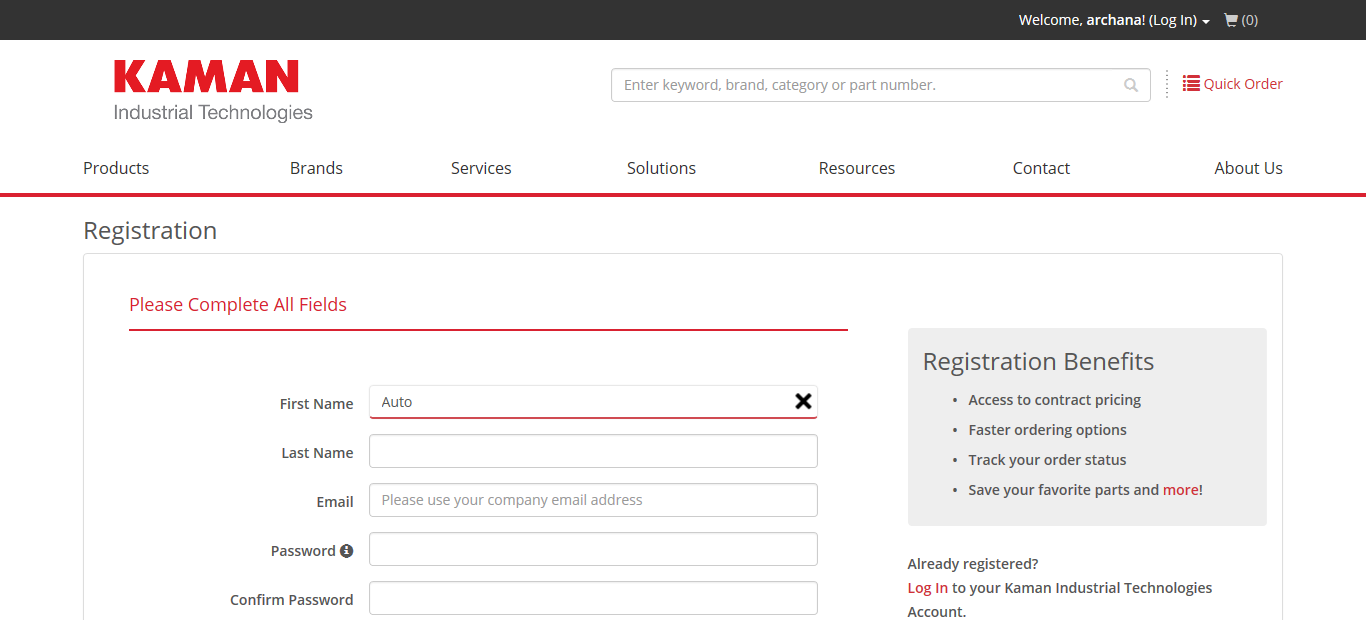 Welcome, archana! (Log In) (0)
KAMAN
Industrial Technologies
Enter keyword, brand, category or part number.
Quick Order
Products Brands Services Solutions Resources Contact About Us
Registration
Please Complete All Fields
First Name Auto
Last Name
Email Please use your company email address
Password
Confirm Password
Registration Benefits
• Access to contract pricing
• Faster ordering options
• Track your order status
• Save your favorite parts and more!
Already registered?
Log In to your Kaman Industrial Technologies
Account.